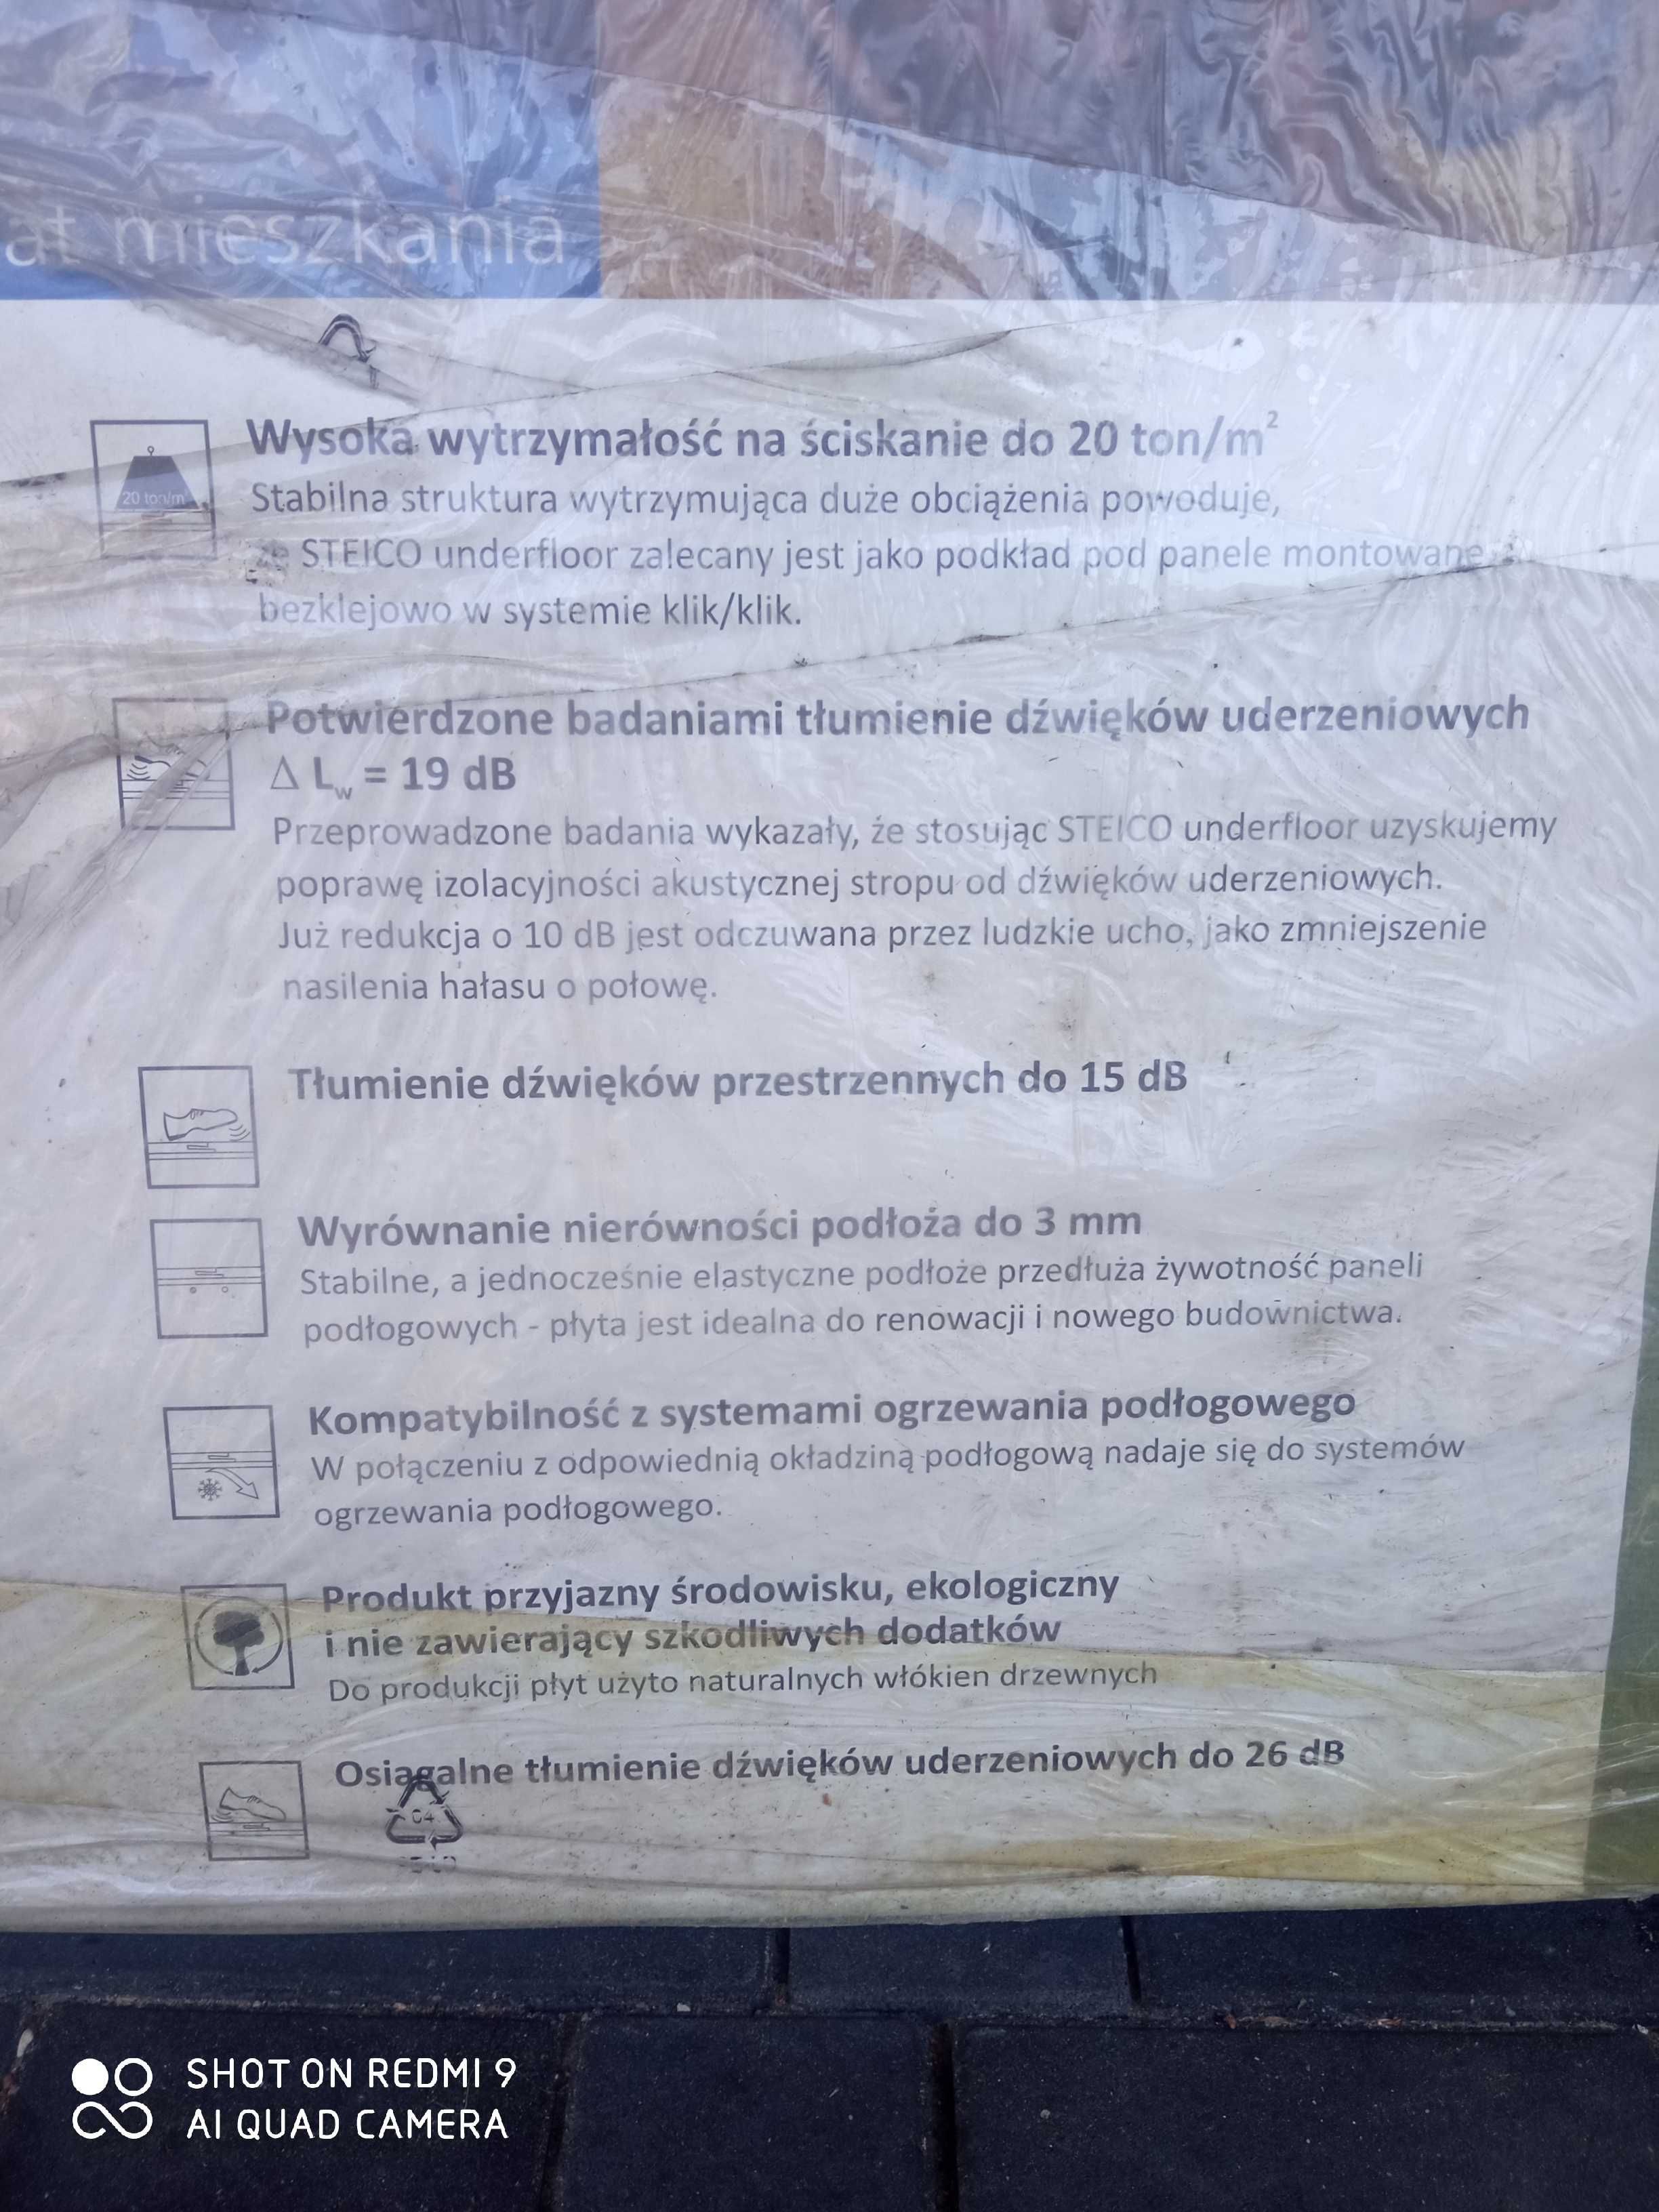 at mieszkania
Wysoka wytrzymałość na ściskanie do 20 ton/m²
20 ton/m
Stabilna struktura wytrzymująca duże obciążenia powoduje,
że STEICO underfloor zalecany jest jako podkład pod panele montowane
bezklejowo w systemie klik/klik.
Potwierdzone badaniami tłumienie dźwięków uderzeniowych
Δ Lw = 19 dB
Przeprowadzone badania wykazały, że stosując STEICO underfloor uzyskujemy
poprawę izolacyjności akustycznej stropu od dźwięków uderzeniowych.
Już redukcja o 10 dB jest odczuwana przez ludzkie ucho, jako zmniejszenie
nasilenia hałasu o połowę.
Tłumienie dźwięków przestrzennych do 15 dB
Wyrównanie nierówności podłoża do 3 mm
Stabilne, a jednocześnie elastyczne podłoże przedłuża żywotność paneli
podłogowych - płyta jest idealna do renowacji i nowego budownictwa.
Kompatybilność z systemami ogrzewania podłogowego
W połączeniu z odpowiednią okładziną podłogową nadaje się do systemów
ogrzewania podłogowego.
Produkt przyjazny środowisku, ekologiczny
i nie zawierający szkodliwych dodatków
Do produkcji płyt użyto naturalnych włókien drzewnych
Osiągalne tłumienie dźwięków uderzeniowych do 26 dB
04
SHOT ON REDMI 9
AI QUAD CAMERA